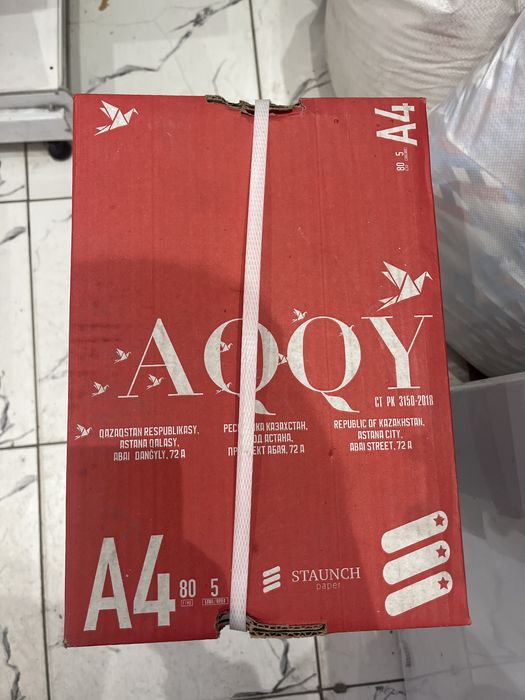 A4
80 5
AQQY
СТ РК 3150-2018
QAZAQSTAN RESPUBLIKASY,
ASTANA QALASY,
ABAI DAŃGYLY, 72 A
КАЗАХСТАН,
АСТАНА,
АБАЯ, 72 А
REPUBLIC OF KAZAKHSTAN,
ASTANA CITY,
ABAI STREET, 72 A
A4
80 5
STAUNCH
paper